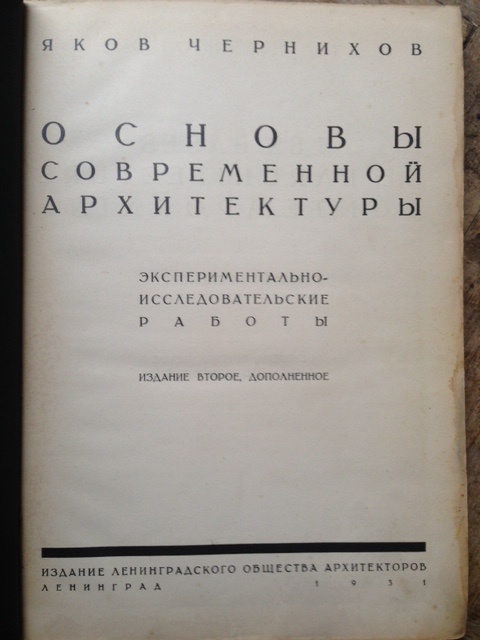 ЯКОВ ЧЕРНИХОВ
ОСНОВЫ
СОВРЕМЕННОЙ
АРХИТЕКТУРЫ
ЭКСПЕРИМЕНТАЛЬНО-
ИССЛЕДОВАТЕЛЬСКИЕ
РАБОТЫ
ИЗДАНИЕ ВТОРОЕ, ДОПОЛНЕННОЕ
ИЗДАНИЕ ЛЕНИНГРАДСКОГО ОБЩЕСТВА АРХИТЕКТОРОВ
ЛЕНИНГРАД 1931